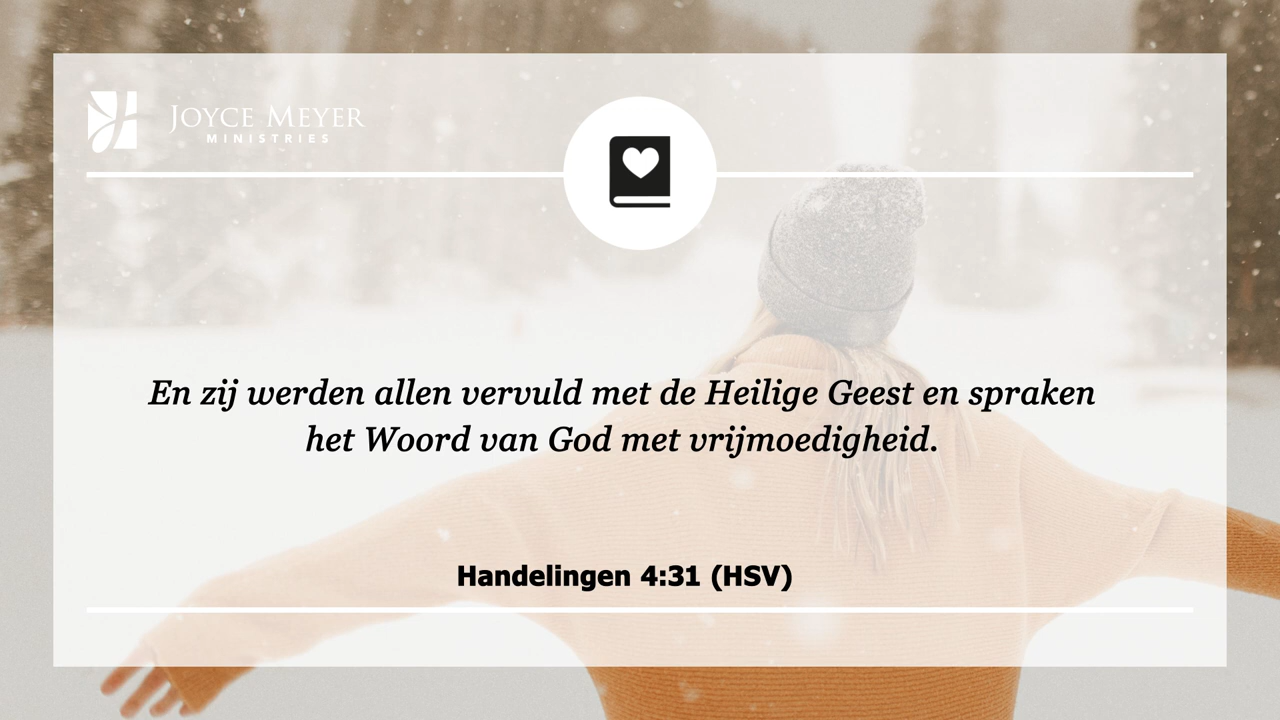 JOYCE MEYER
MINISTRIES
En zij werden allen vervuld met de Heilige Geest en spraken
het Woord van God met vrijmoedigheid.
Handelingen 4:31 (HSV)